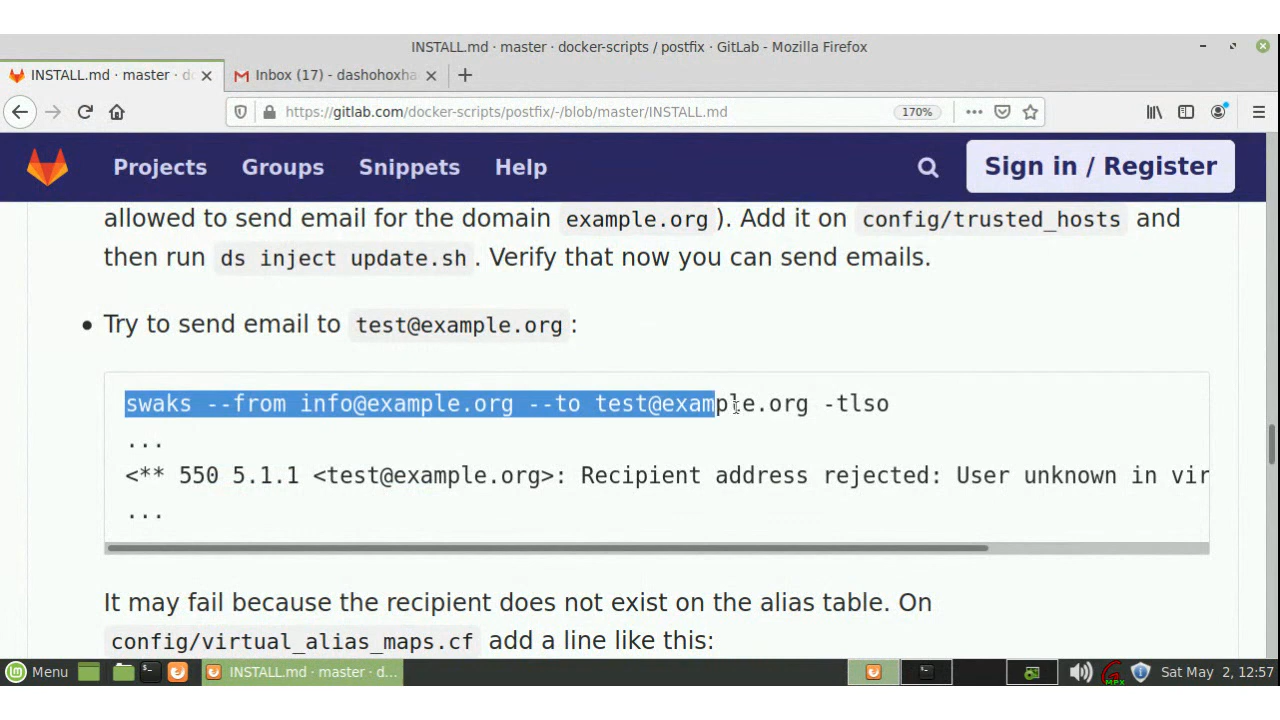 INSTALL.md · master · docker-scripts / postfix · GitLab - Mozilla Firefox
INSTALL.md · master · d
Inbox (17) - dashohoxha
https://gitlab.com/docker-scripts/postfix/-/blob/master/INSTALL.md
170%
Projects Groups Snippets Help
Sign in / Register
allowed to send email for the domain example.org ). Add it on config/trusted_hosts and
then run ds inject update.sh . Verify that now you can send emails.
• Try to send email to test@example.org :
swaks --from info@example.org --to test@example.org -tlso
...
<** 550 5.1.1 <test@example.org>: Recipient address rejected: User unknown in vir
...
It may fail because the recipient does not exist on the alias table. On
config/virtual_alias_maps.cf add a line like this:
Menu
INSTALL.md · master · d...
MPX
Sat May 2, 12:57